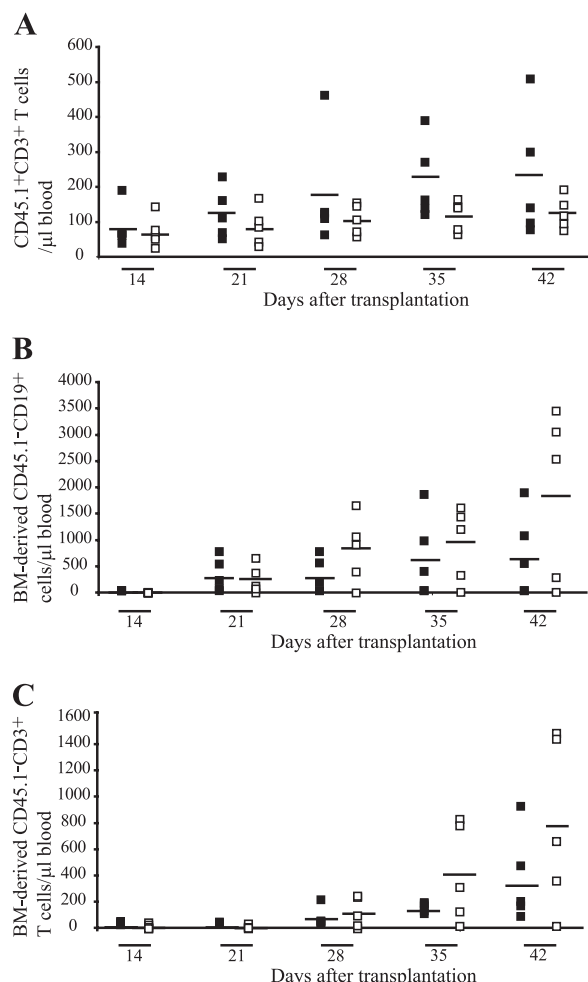 A
CD45.1+CD3+ T cells
/µl blood
600
500
400
300
200
100
0
14 21 28 35 42
Days after transplantation
B
BM-derived CD45.1-CD19+
cells/µl blood
4000
3500
3000
2500
2000
1500
1000
500
0
14 21 28 35 42
Days after transplantation
C
BM-derived CD45.1-CD3+
T cells/µl blood
1600
1400
1200
1000
800
600
400
200
0
14 21 28 35 42
Days after transplantation